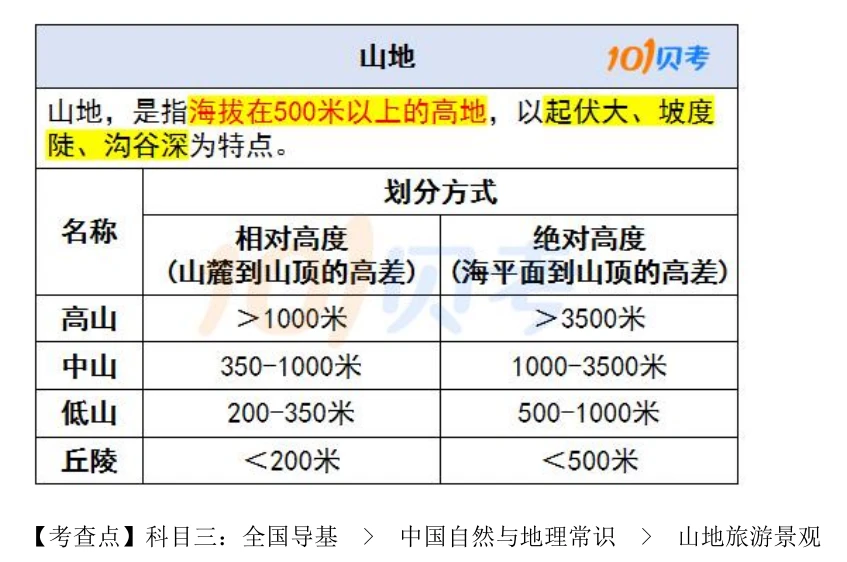 山地
101贝考
山地，是指海拔在500米以上的高地，以起伏大、坡度
陡、沟谷深为特点。
名称
划分方式
相对高度
(山麓到山顶的高差)
绝对高度
(海平面到山顶的高差)
高山 ＞1000米 ＞3500米
中山 350-1000米 1000-3500米
低山 200-350米 500-1000米
丘陵 ＜200米 ＜500米
101贝考
【考查点】科目三：全国导基 > 中国自然与地理常识 > 山地旅游景观